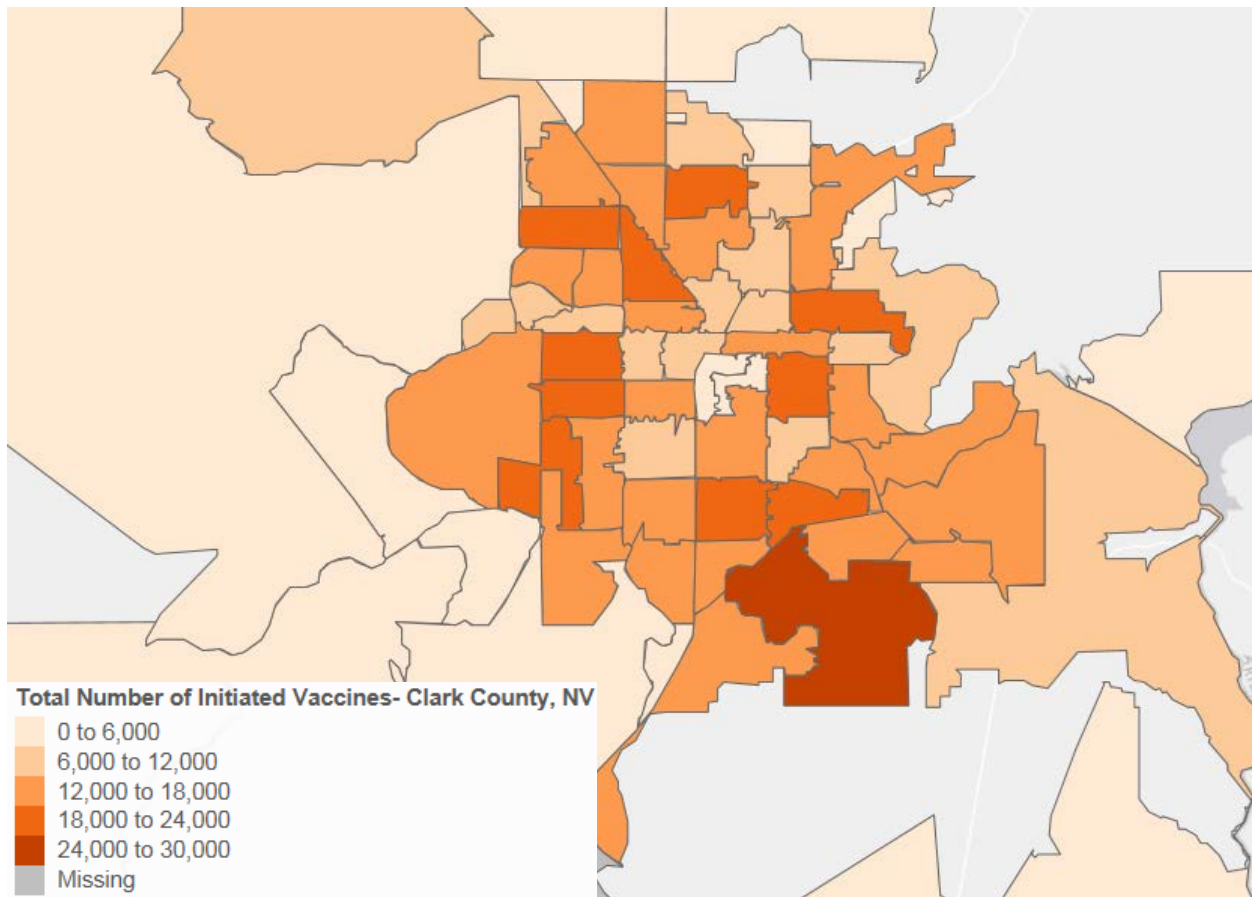 Total Number of Initiated Vaccines- Clark County, NV
0 to 6,000
6,000 to 12,000
12,000 to 18,000
18,000 to 24,000
24,000 to 30,000
Missing